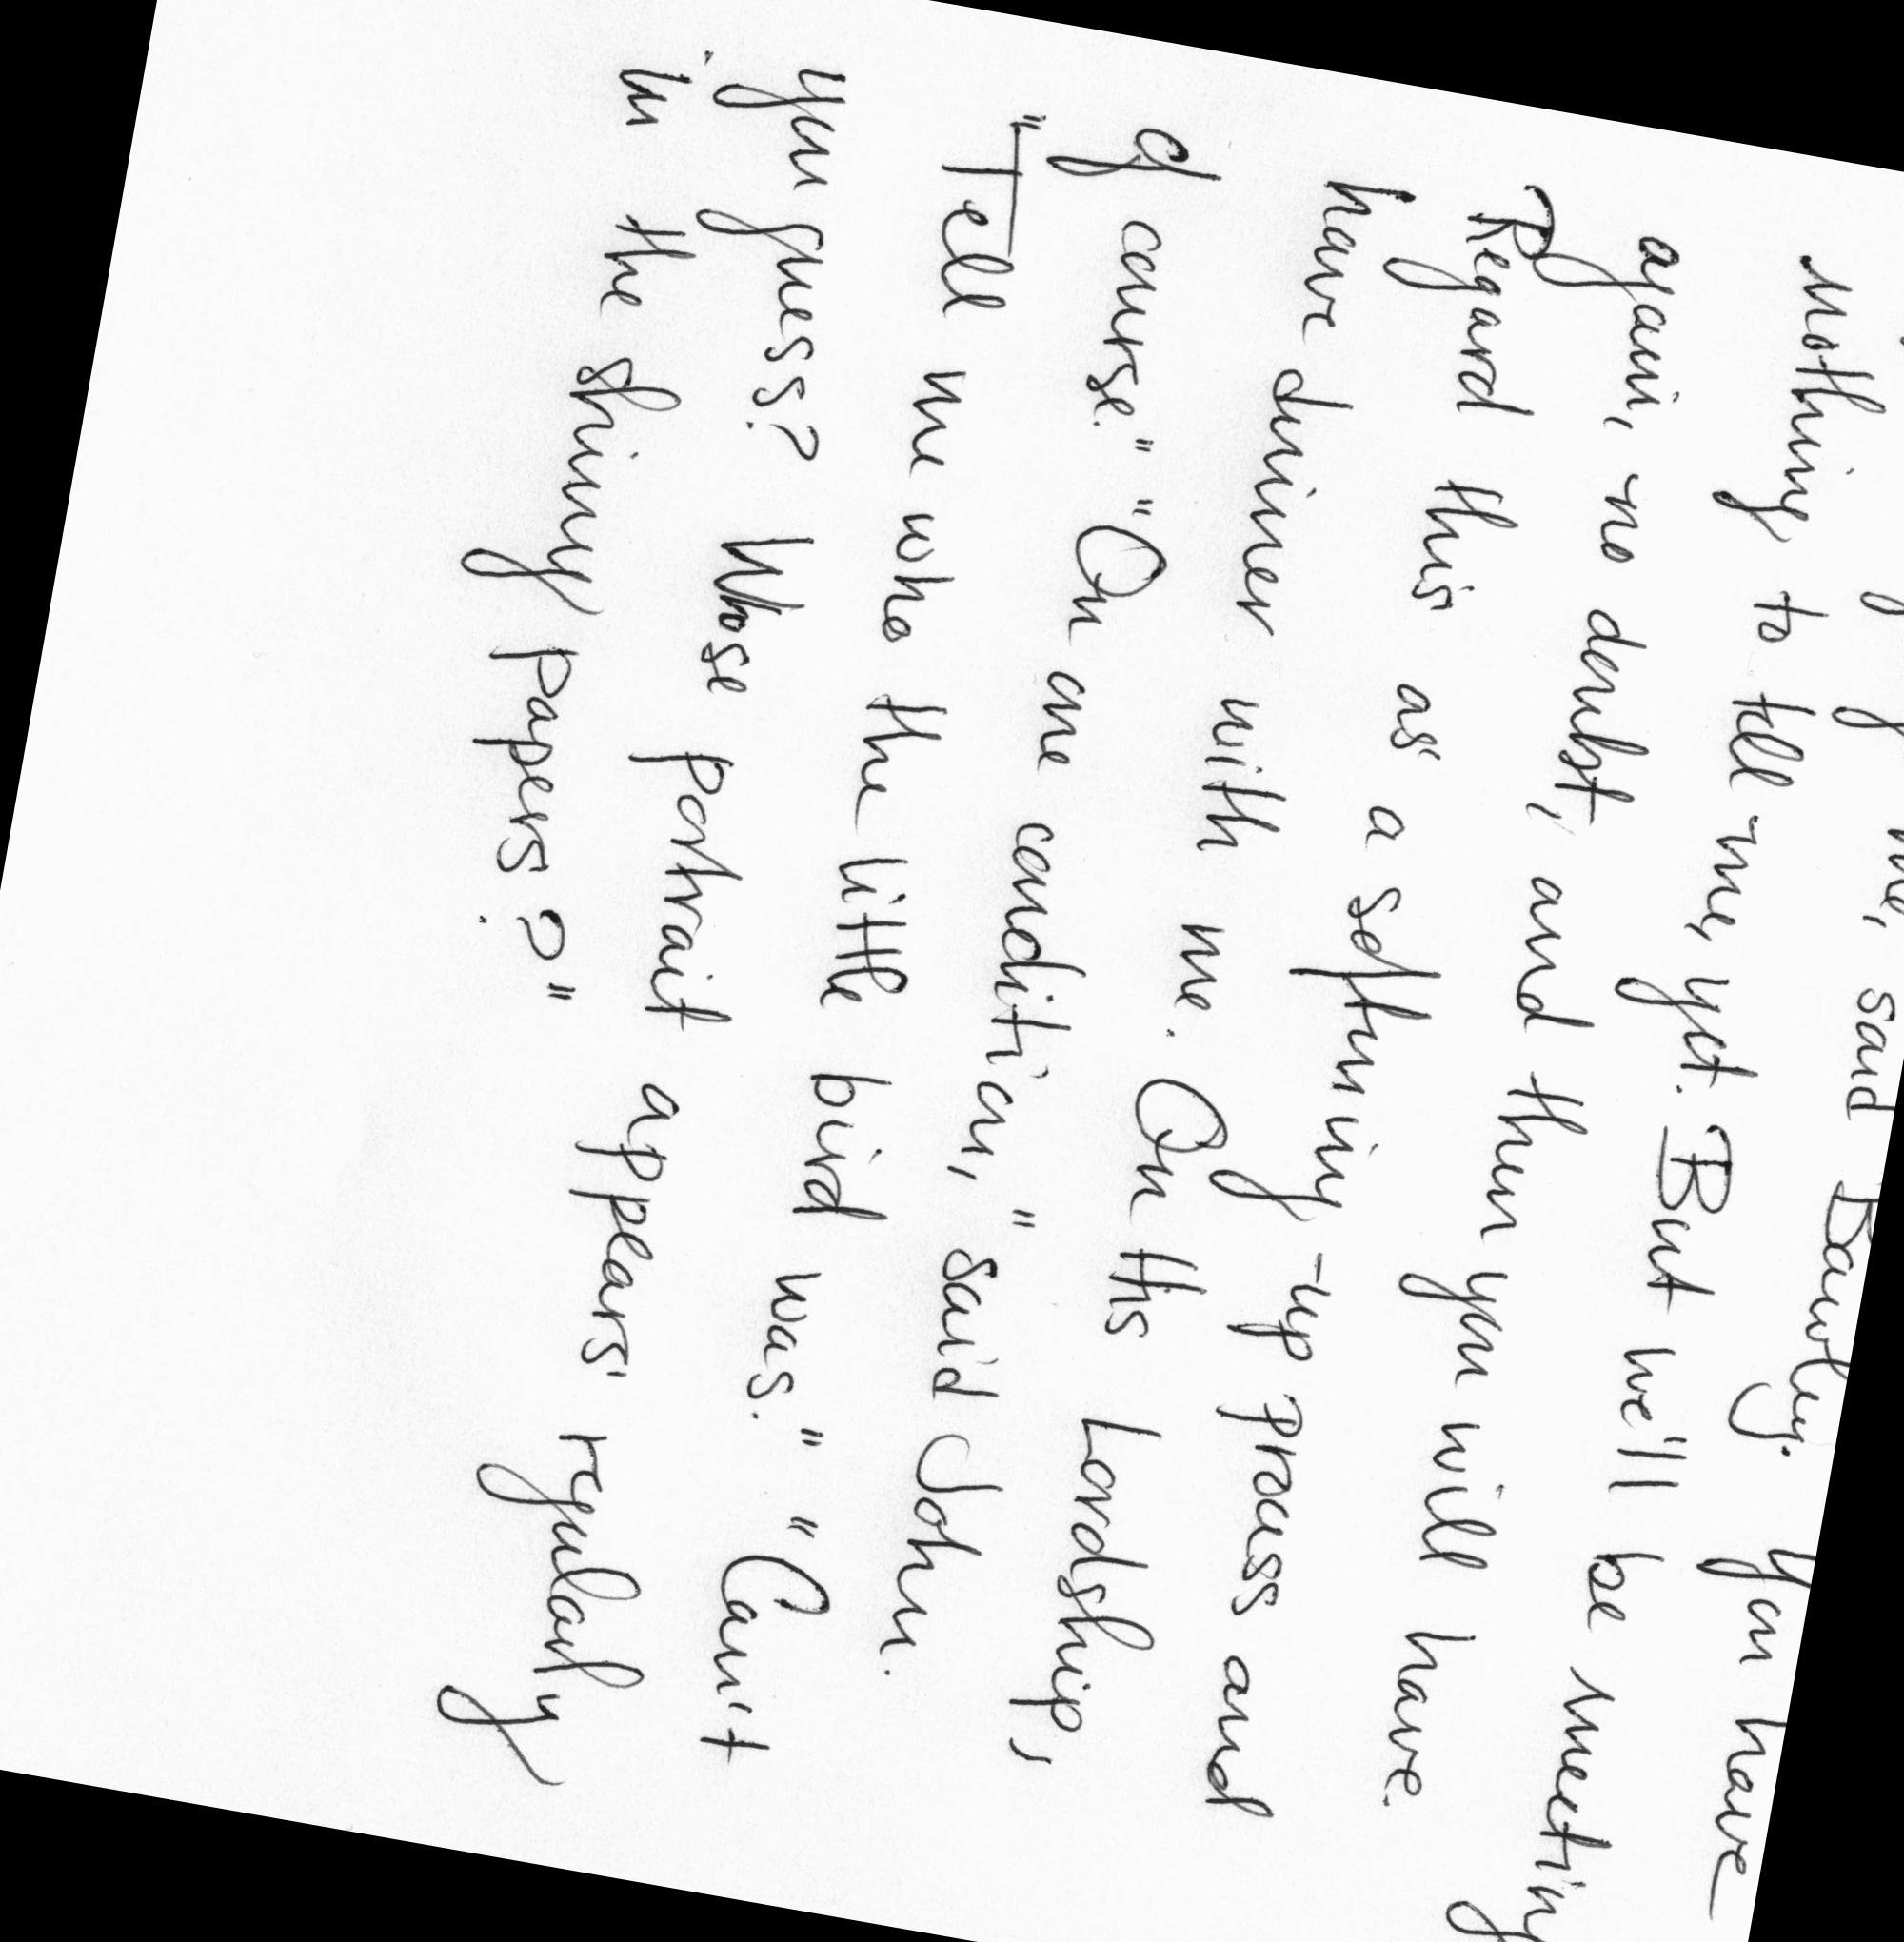 me, said Bawley. You have
nothing to tell me, yet. But we'll be meeting
again, no doubt, and then you will have.
Regard this as a softening-up process and
have dinner with me. On His Lordship,
of course." "On one condition," said John.
"Tell me who the little bird was." "Can't
you guess? Whose portrait appears regularly
in the shiny papers?"